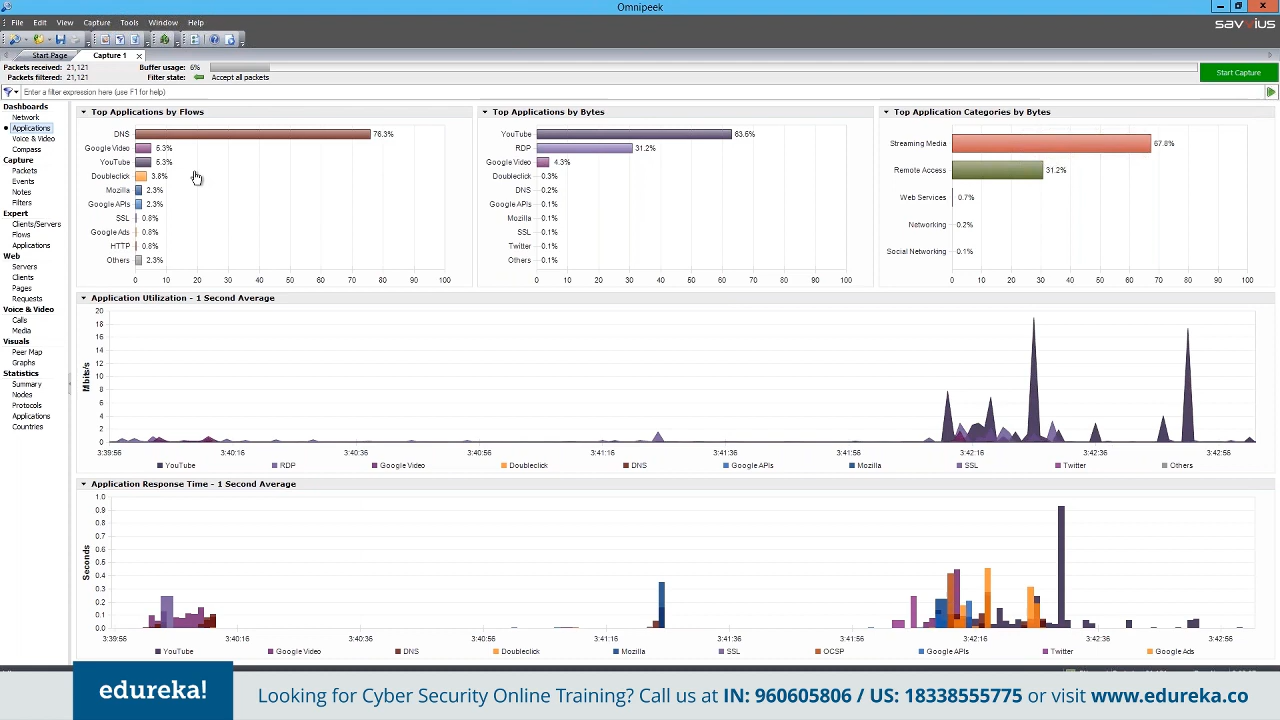 Omnipeek
File Edit View Capture Tools Window Help
savvius
Start Page Capture 1
Packets received: 21,121 Buffer usage: 6%
Packets filtered: 21,121 Filter state: Accept all packets
Start Capture
Enter a filter expression here (use F1 for help)
Dashboards
Network
Applications
Voice & Video
Compass
Capture
Packets
Events
Notes
Filters
Expert
Clients/Servers
Flows
Applications
Web
Servers
Clients
Pages
Requests
Voice & Video
Calls
Media
Visuals
Peer Map
Graphs
Statistics
Summary
Nodes
Protocols
Applications
Countries
Top Applications by Flows
DNS 76.3%
Google Video 5.3%
YouTube 5.3%
Doubleclick 3.8%
Mozilla 2.3%
Google APIs 2.3%
SSL 0.8%
Google Ads 0.8%
HTTP 0.8%
Others 2.3%
0 10 20 30 40 50 60 70 80 90 100
Top Applications by Bytes
YouTube 63.6%
RDP 31.2%
Google Video 4.3%
Doubleclick 0.3%
DNS 0.2%
Google APIs 0.1%
Mozilla 0.1%
SSL 0.1%
Twitter 0.1%
Others 0.1%
0 10 20 30 40 50 60 70 80 90 100
Top Application Categories by Bytes
Streaming Media 67.8%
Remote Access 31.2%
Web Services 0.7%
Networking 0.2%
Social Networking 0.1%
0 10 20 30 40 50 60 70 80 90 100
Application Utilization - 1 Second Average
20
18
16
14
12
10
8
6
4
2
0
Mbits/s
3:39:56 3:40:16 3:40:36 3:40:56 3:41:16 3:41:36 3:41:56 3:42:16 3:42:36 3:42:56
YouTube RDP Google Video Doubleclick DNS Google APIs Mozilla SSL Twitter Others
Application Response Time - 1 Second Average
1.0
0.9
0.8
0.7
0.6
0.5
0.4
0.3
0.2
0.1
0.0
Seconds
3:39:56 3:40:16 3:40:36 3:40:56 3:41:16 3:41:36 3:41:56 3:42:16 3:42:36 3:42:56
YouTube Google Video DNS Doubleclick Mozilla SSL OCSP Google APIs Twitter Google Ads
edureka!
Looking for Cyber Security Online Training? Call us at IN: 960605806 / US: 18338555775 or visit www.edureka.co